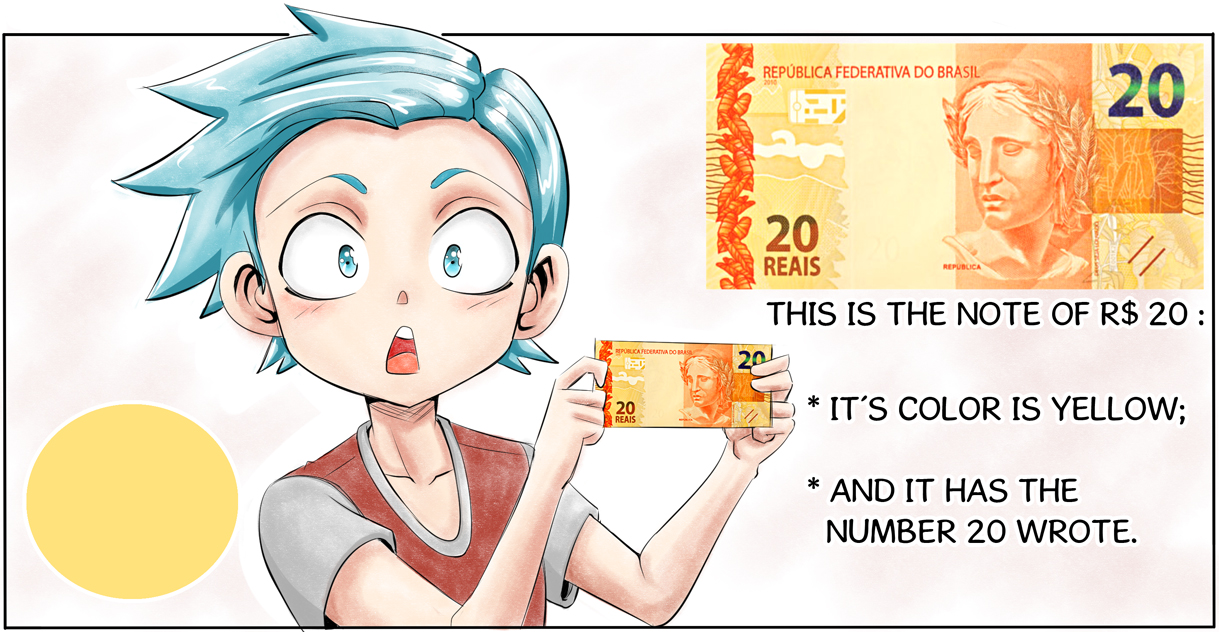 REPÚBLICA FEDERATIVA DO BRASIL
2010
20
20
REAIS
REPÚBLICA
THIS IS THE NOTE OF R$ 20 :
REPÚBLICA FEDERATIVA DO BRASIL
20
20
REAIS
* IT´S COLOR IS YELLOW;
* AND IT HAS THE
NUMBER 20 WROTE.